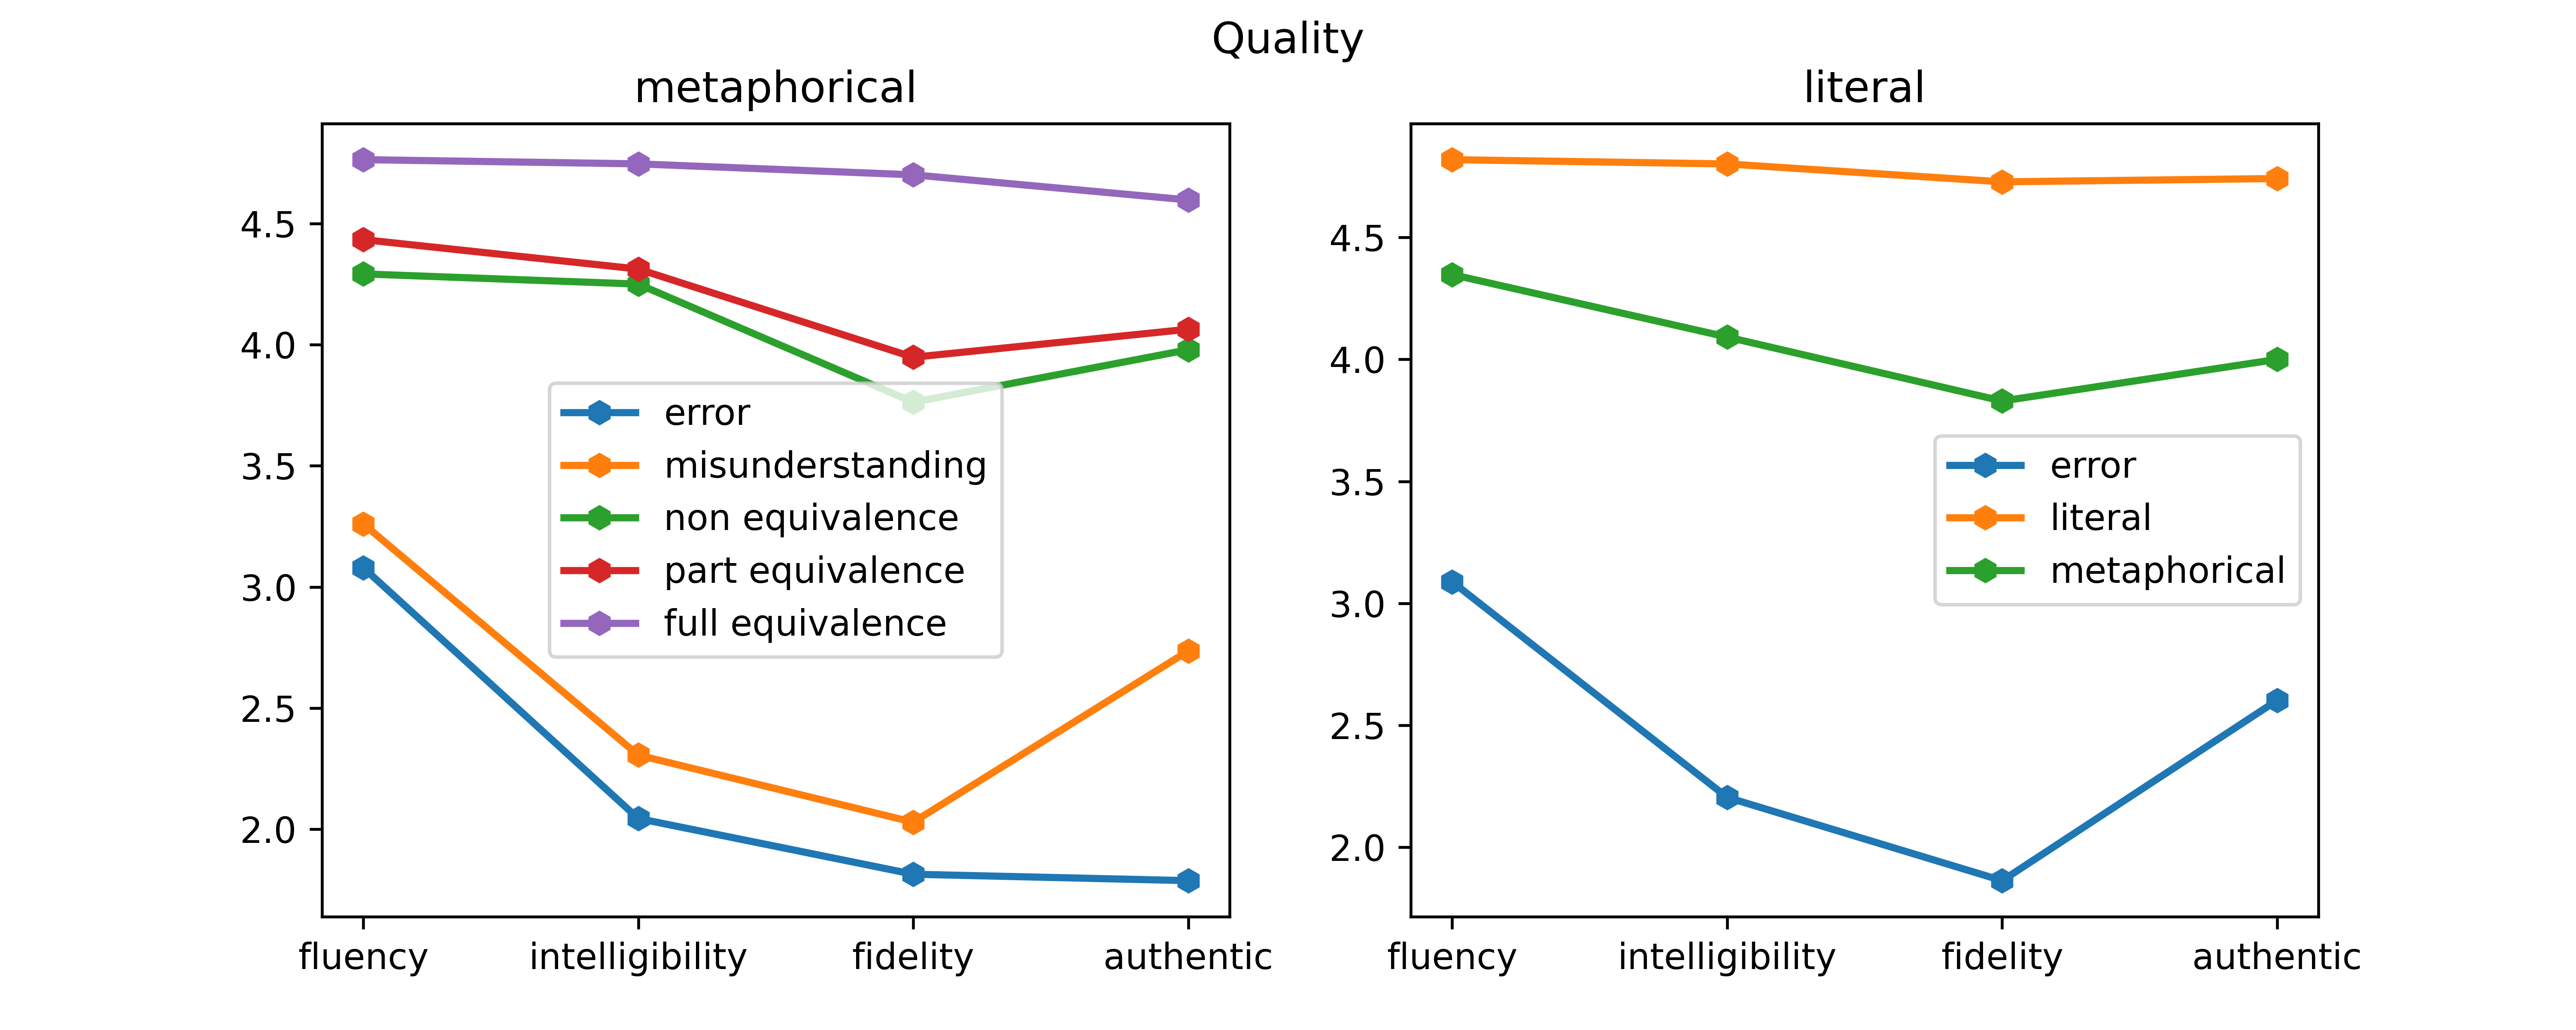 Quality
metaphorical
4.5
4.0
3.5
3.0
2.5
2.0
error
misunderstanding
non equivalence
part equivalence
full equivalence
fluency intelligibility fidelity authentic
literal
4.5
4.0
3.5
3.0
2.5
2.0
error
literal
metaphorical
fluency intelligibility fidelity authentic